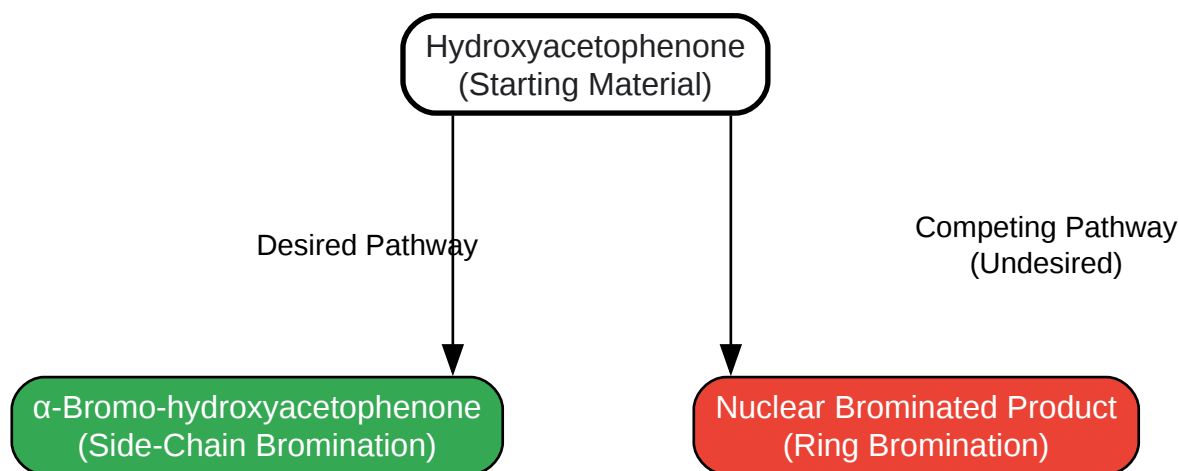 Hydroxyacetophenone
(Starting Material)
Desired Pathway
Competing Pathway
(Undesired)
α-Bromo-hydroxyacetophenone
(Side-Chain Bromination)
Nuclear Brominated Product
(Ring Bromination)